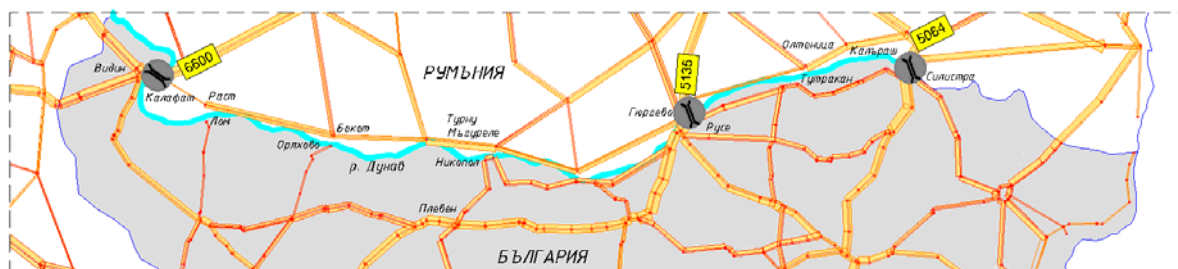 5064
Олтеница
Калъраш
6600
Видин
РУМЪНИЯ
5135
Силистра
Тутракан
Калафат
Раст
Гюргево
Лом
Бекет
Турну
Мъгуреле
Русе
Оряхово
р. Дунав
Никопол
Плевен
БЪЛГАРИЯ